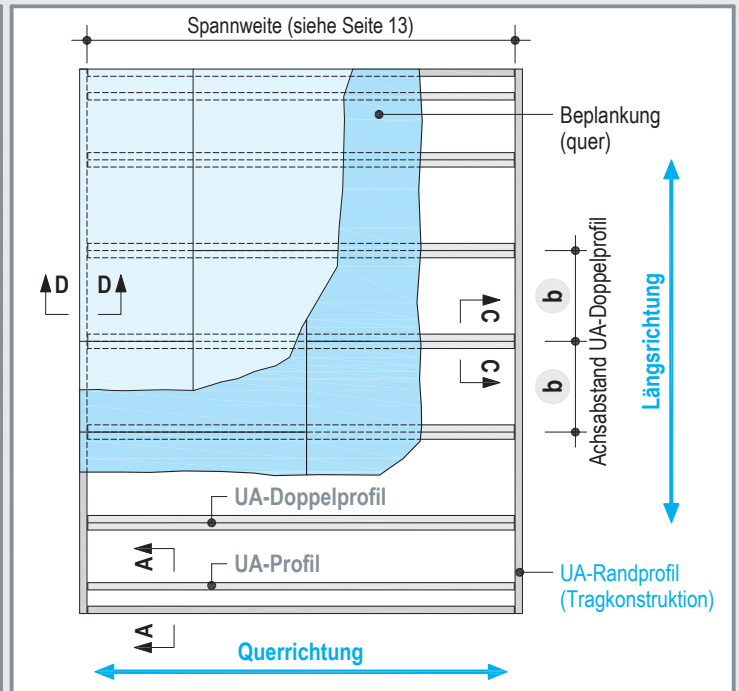 Spannweite (siehe Seite 13)
Beplankung
(quer)
D D
C
C
b
b
Achsabstand UA-Doppelprofil
Längsrichtung
UA-Doppelprofil
A
UA-Profil
UA-Randprofil
(Tragkonstruktion)
A
Querrichtung